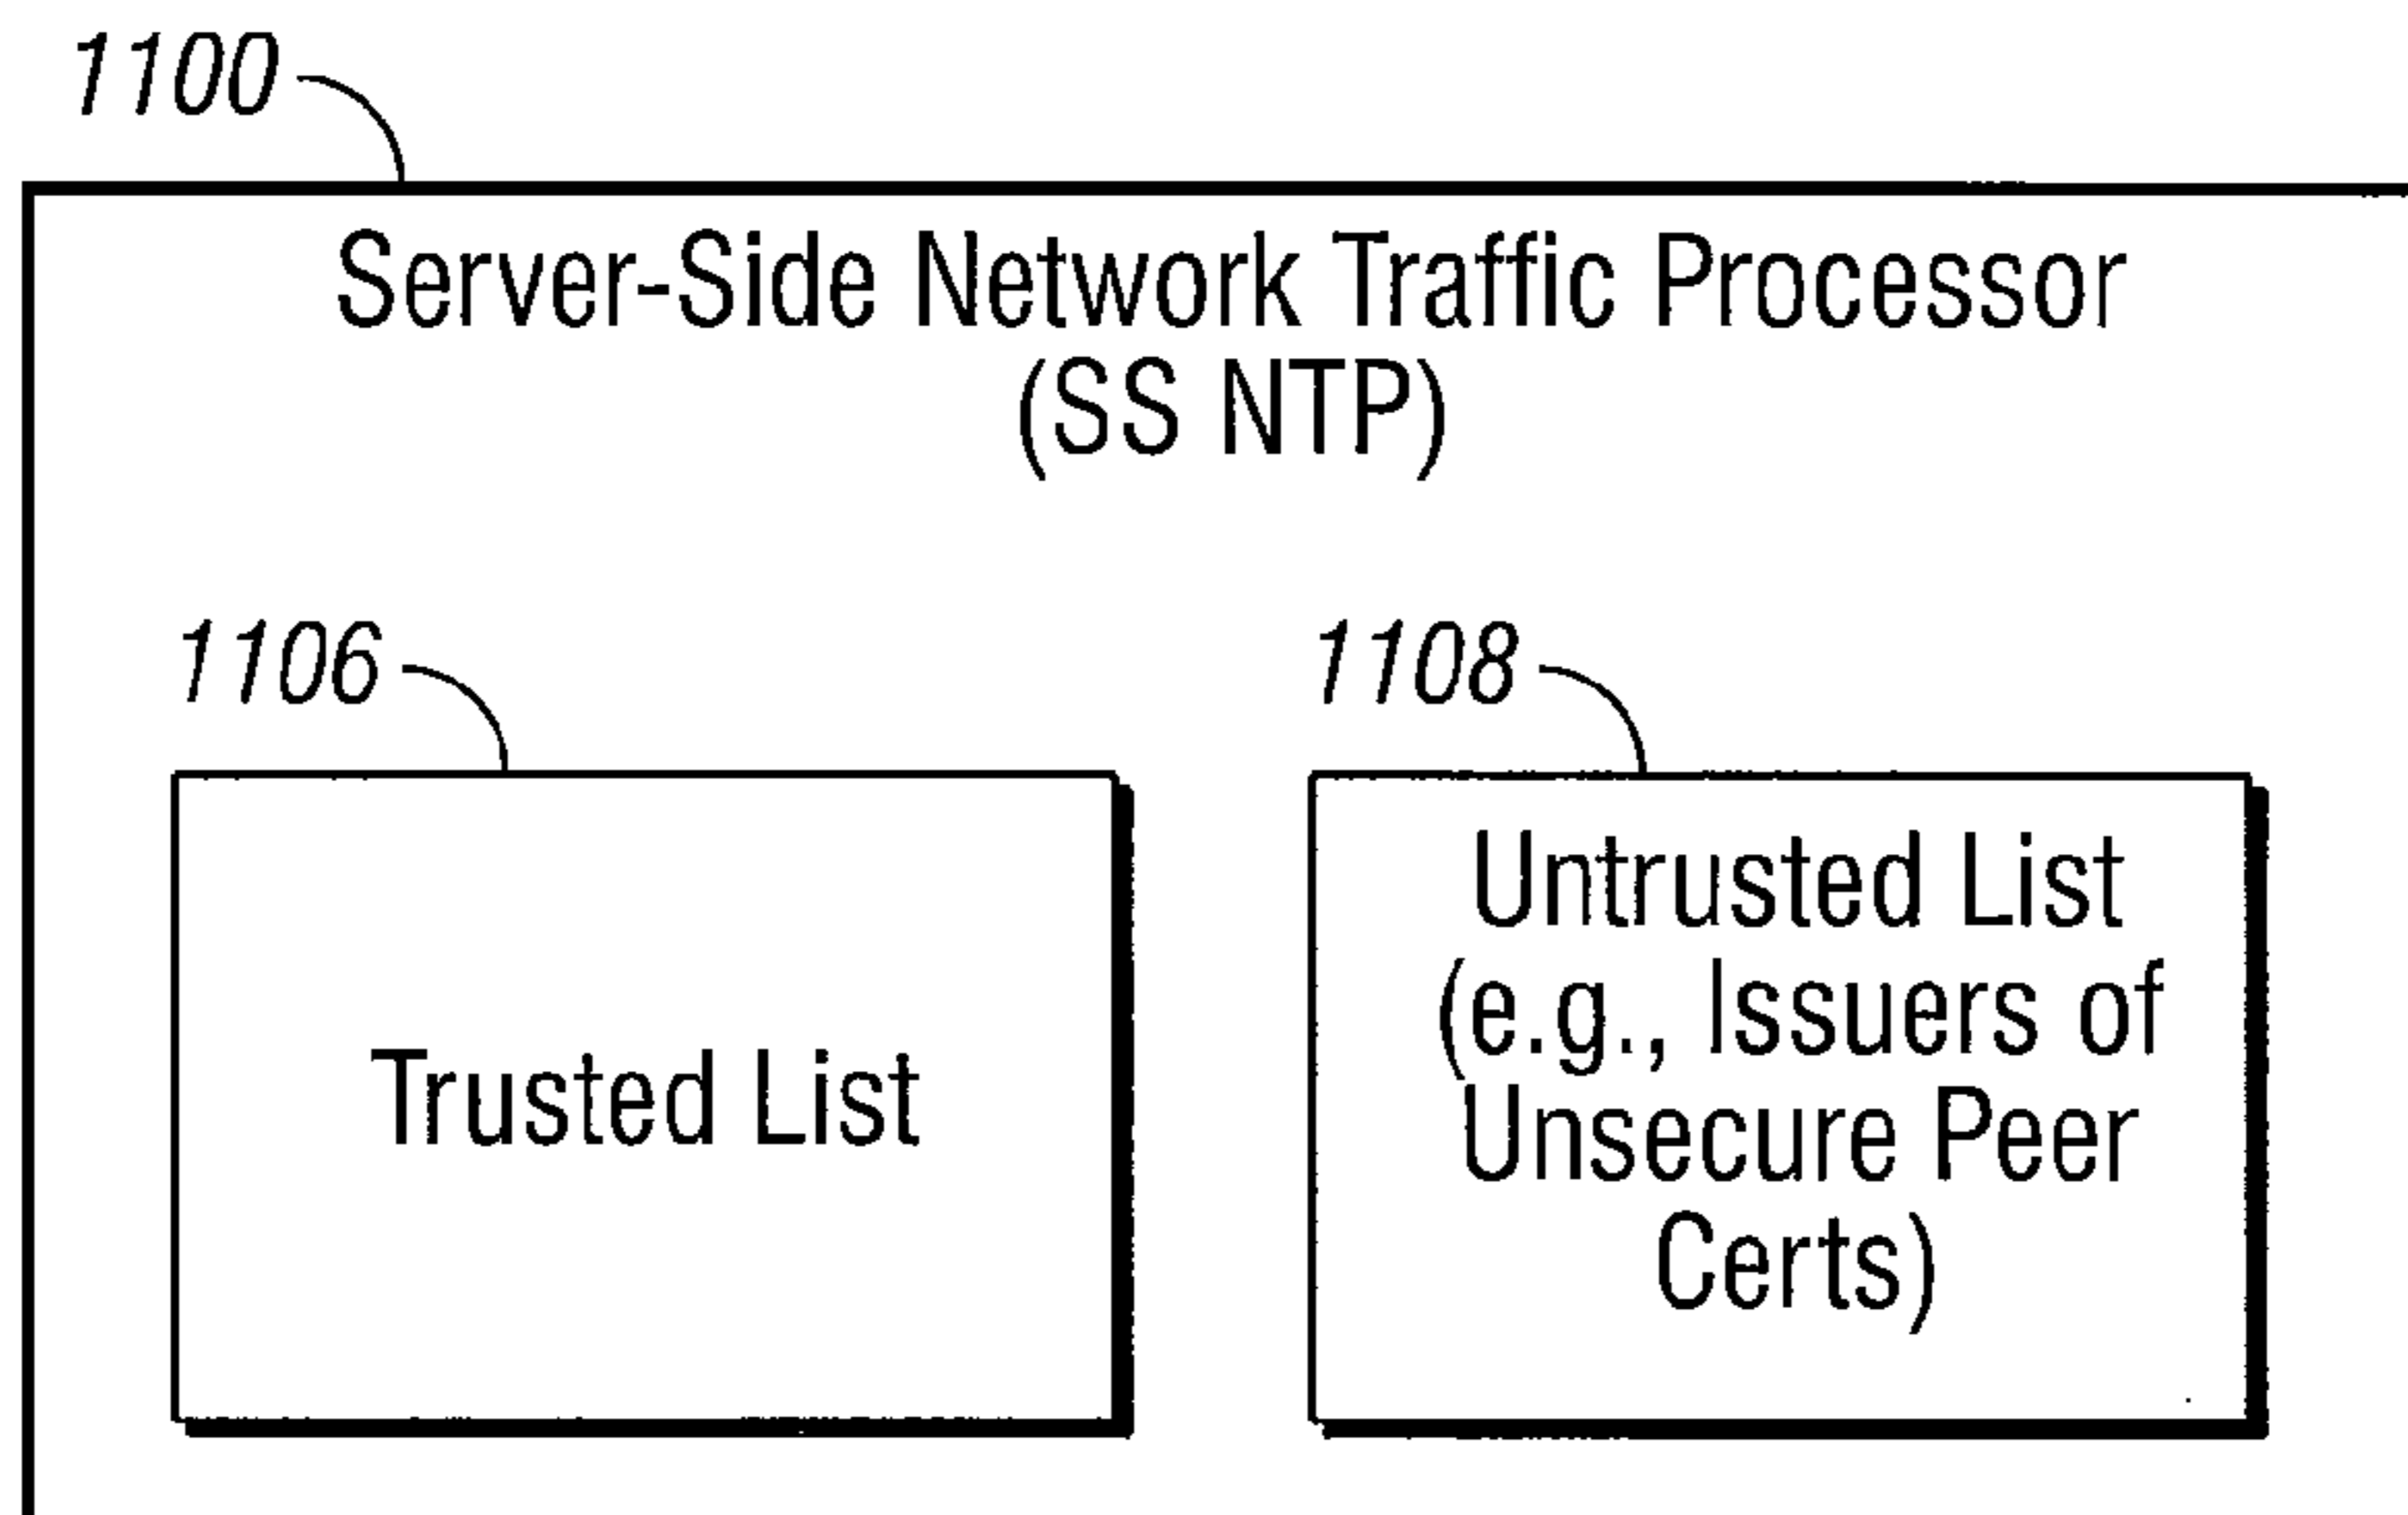 1100
Server-Side Network Traffic Processor
(SS NTP)
1106
1108
Trusted List
Untrusted List
(e.g., Issuers of
Unsecure Peer
Certs)